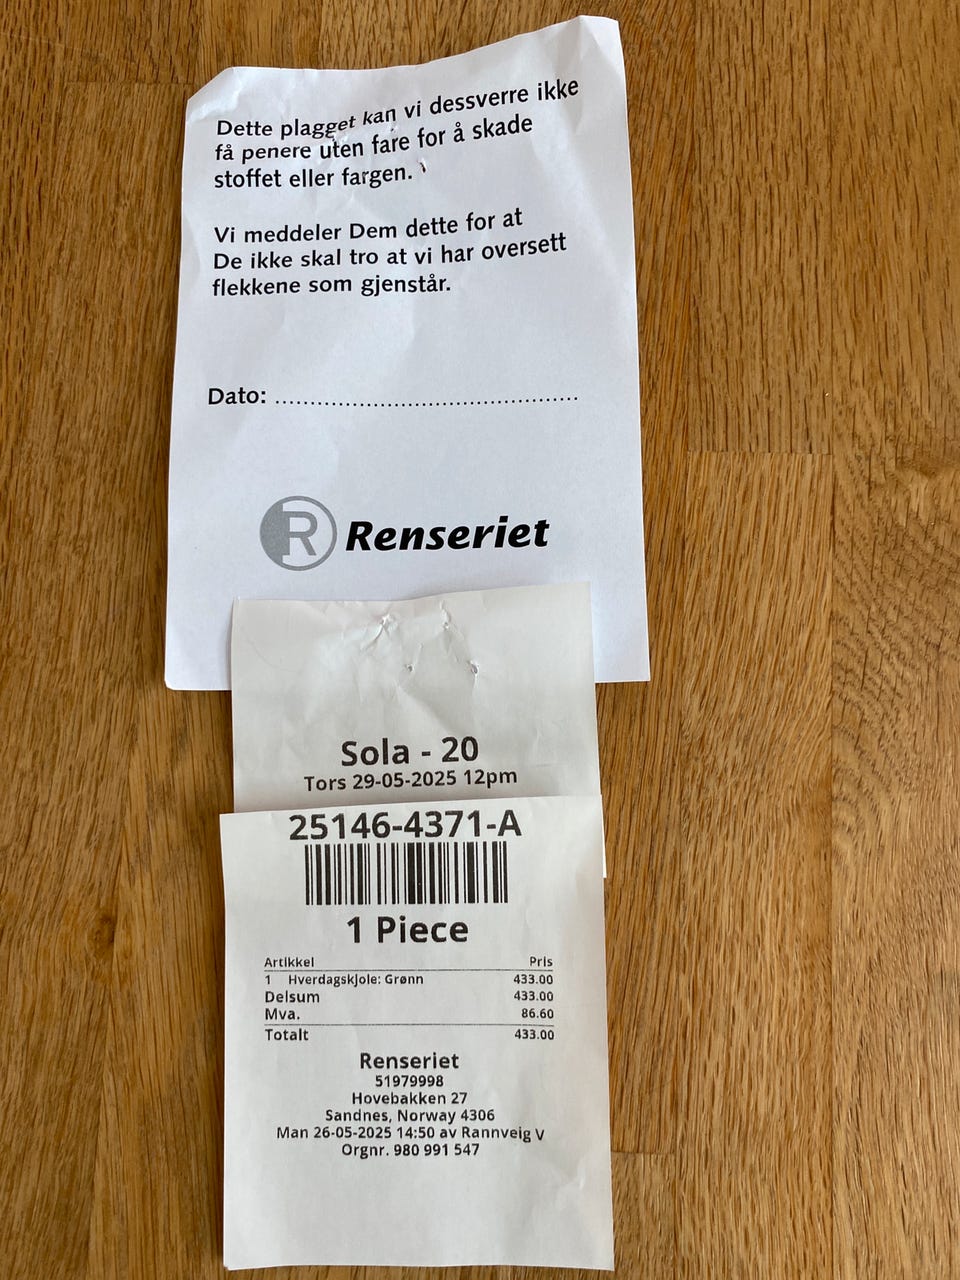 Dette plagget kan vi dessverre ikke
få penere uten fare for å skade
stoffet eller fargen.
Vi meddeler Dem dette for at
De ikke skal tro at vi har oversett
flekkene som gjenstår.
Dato: ............................................
R Renseriet
Sola - 20
Tors 29-05-2025 12pm
25146-4371-A
1 Piece
Artikkel Pris
1 Hverdagskjole: Grønn 433.00
Delsum 433.00
Mva. 86.60
Totalt 433.00
Renseriet
51979998
Hovebakken 27
Sandnes, Norway 4306
Man 26-05-2025 14:50 av Rannveig V
Orgnr. 980 991 547